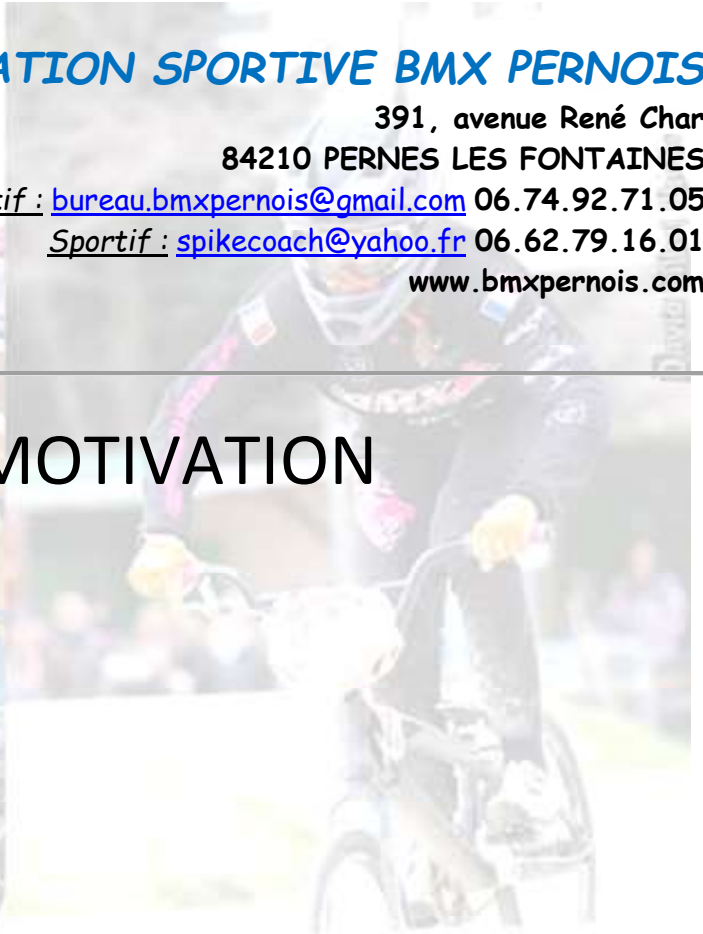 ATION SPORTIVE BMX PERNOIS
391, avenue René Char
84210 PERNES LES FONTAINES
tif : bureau.bmxpernois@gmail.com 06.74.92.71.05
Sportif : spikecoach@yahoo.fr 06.62.79.16.01
www.bmxpernois.com
MOTIVATION